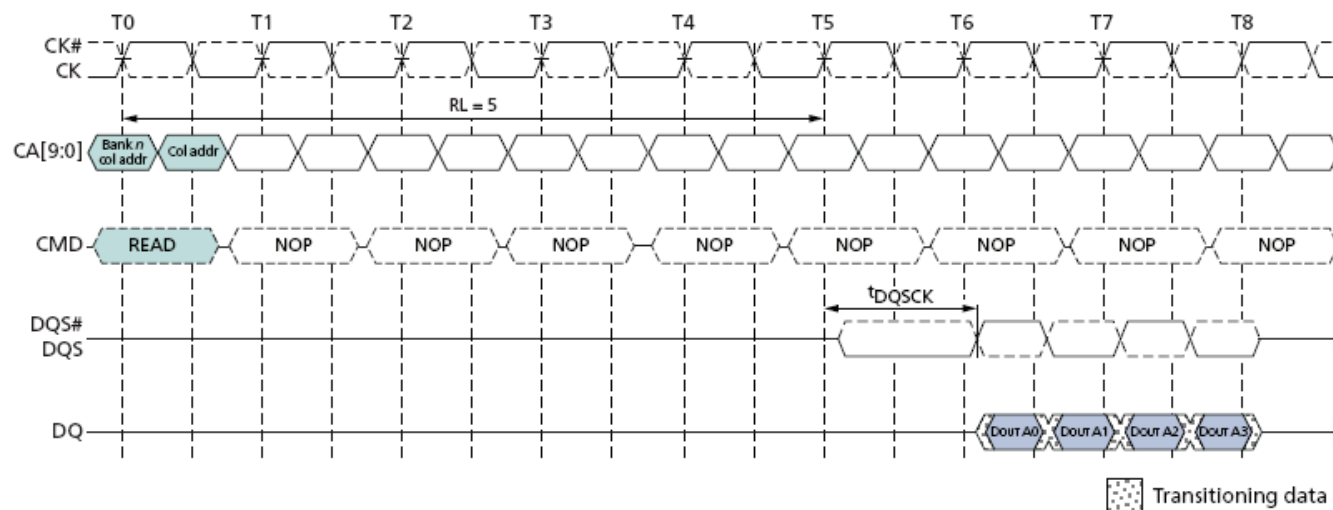 T0 T1 T2 T3 T4 T5 T6 T7 T8
CK#
CK
RL = 5
CA[9:0]
Bank n
col addr
Col addr
CMD READ NOP NOP NOP NOP NOP NOP NOP NOP
tDQSCK
DQS#
DQS
DQ DOUT A0 DOUT A1 DOUT A2 DOUT A3
Transitioning data